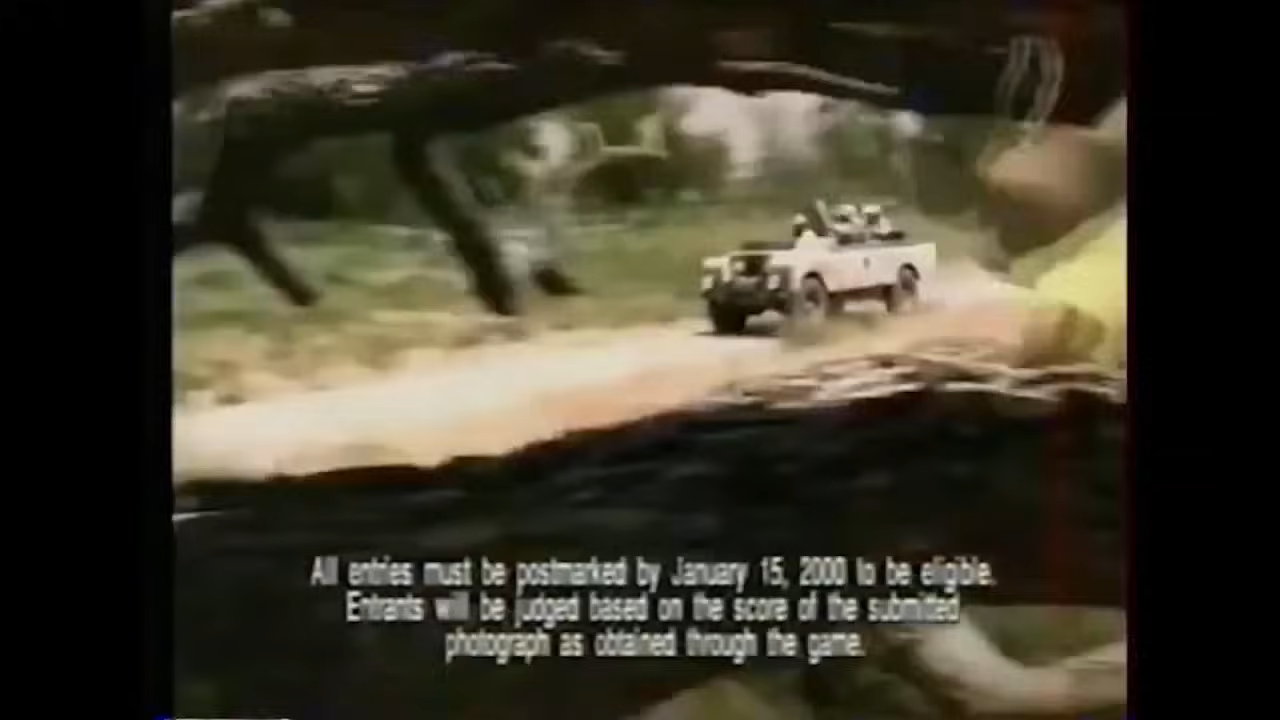 All entries must be postmarked by January 15, 2000 to be eligible.
Entrants will be judged based on the score of the submitted
photograph as obtained through the game.